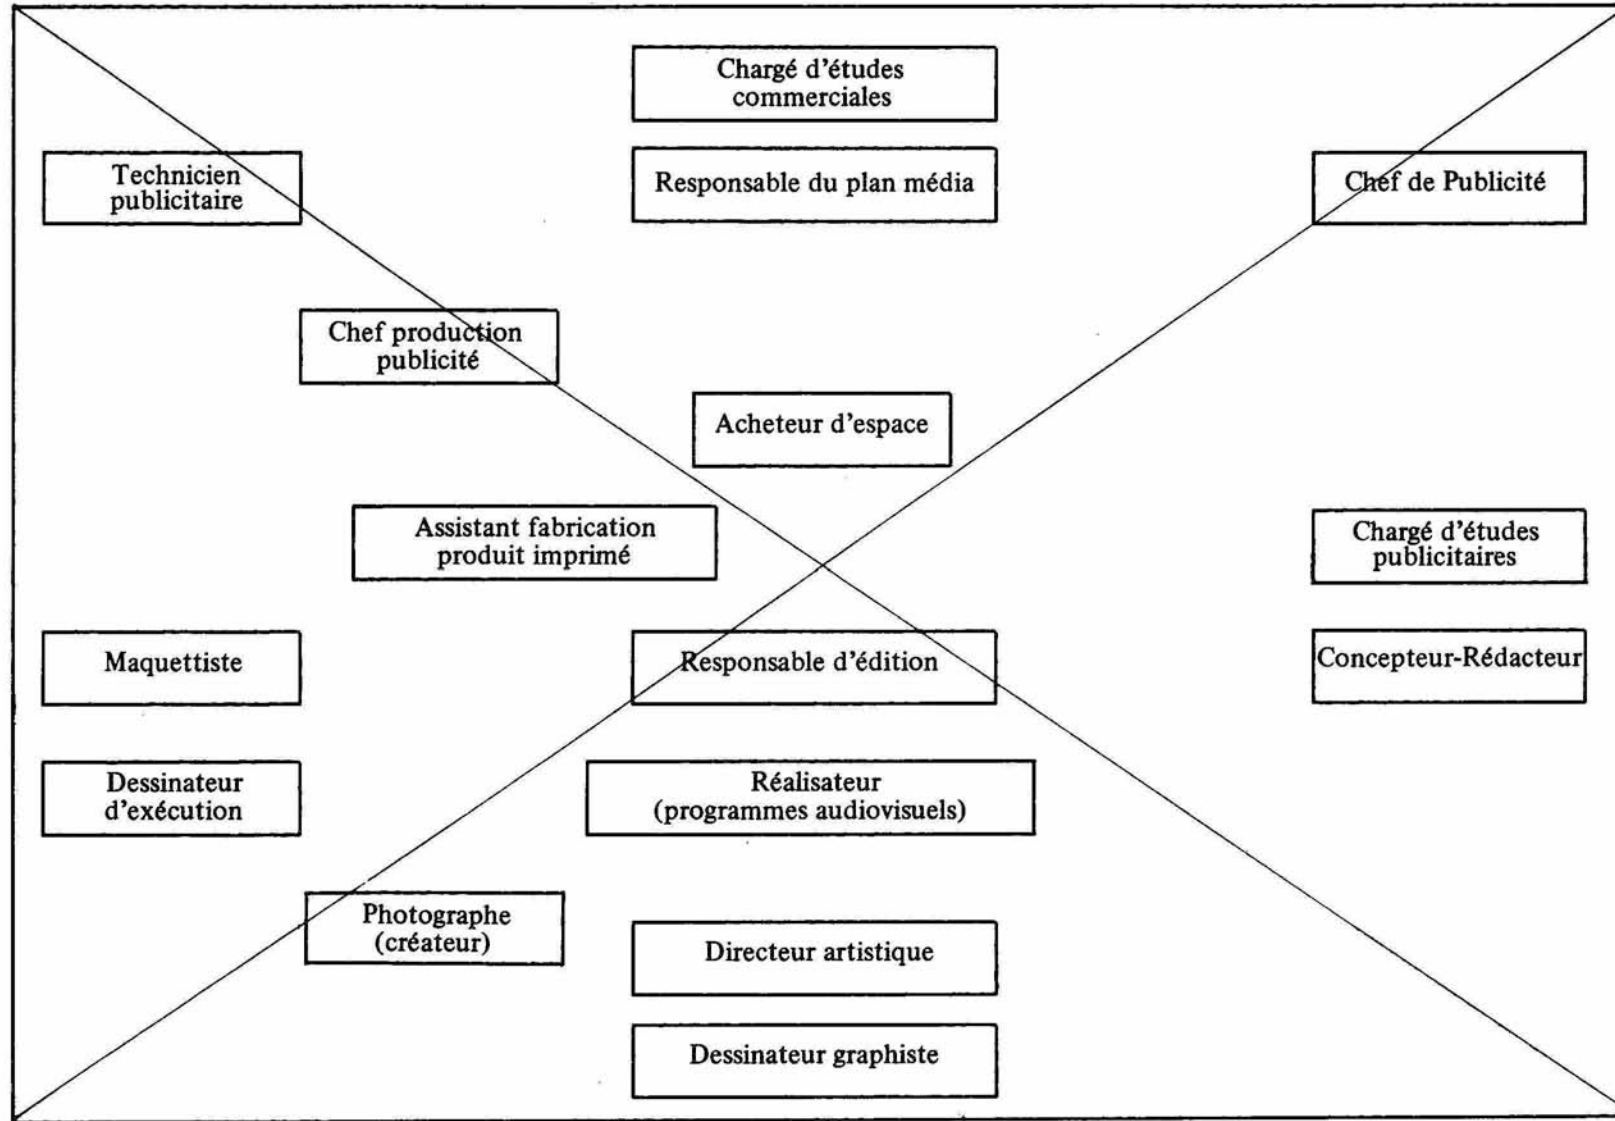 Chargé d'études
commerciales
Technicien
publicitaire
Responsable du plan média
Chef de Publicité
Chef production
publicité
Acheteur d'espace
Assistant fabrication
produit imprimé
Chargé d'études
publicitaires
Maquettiste
Responsable d'édition
Concepteur-Rédacteur
Dessinateur
d'exécution
Réalisateur
(programmes audiovisuels)
Photographe
(créateur)
Directeur artistique
Dessinateur graphiste